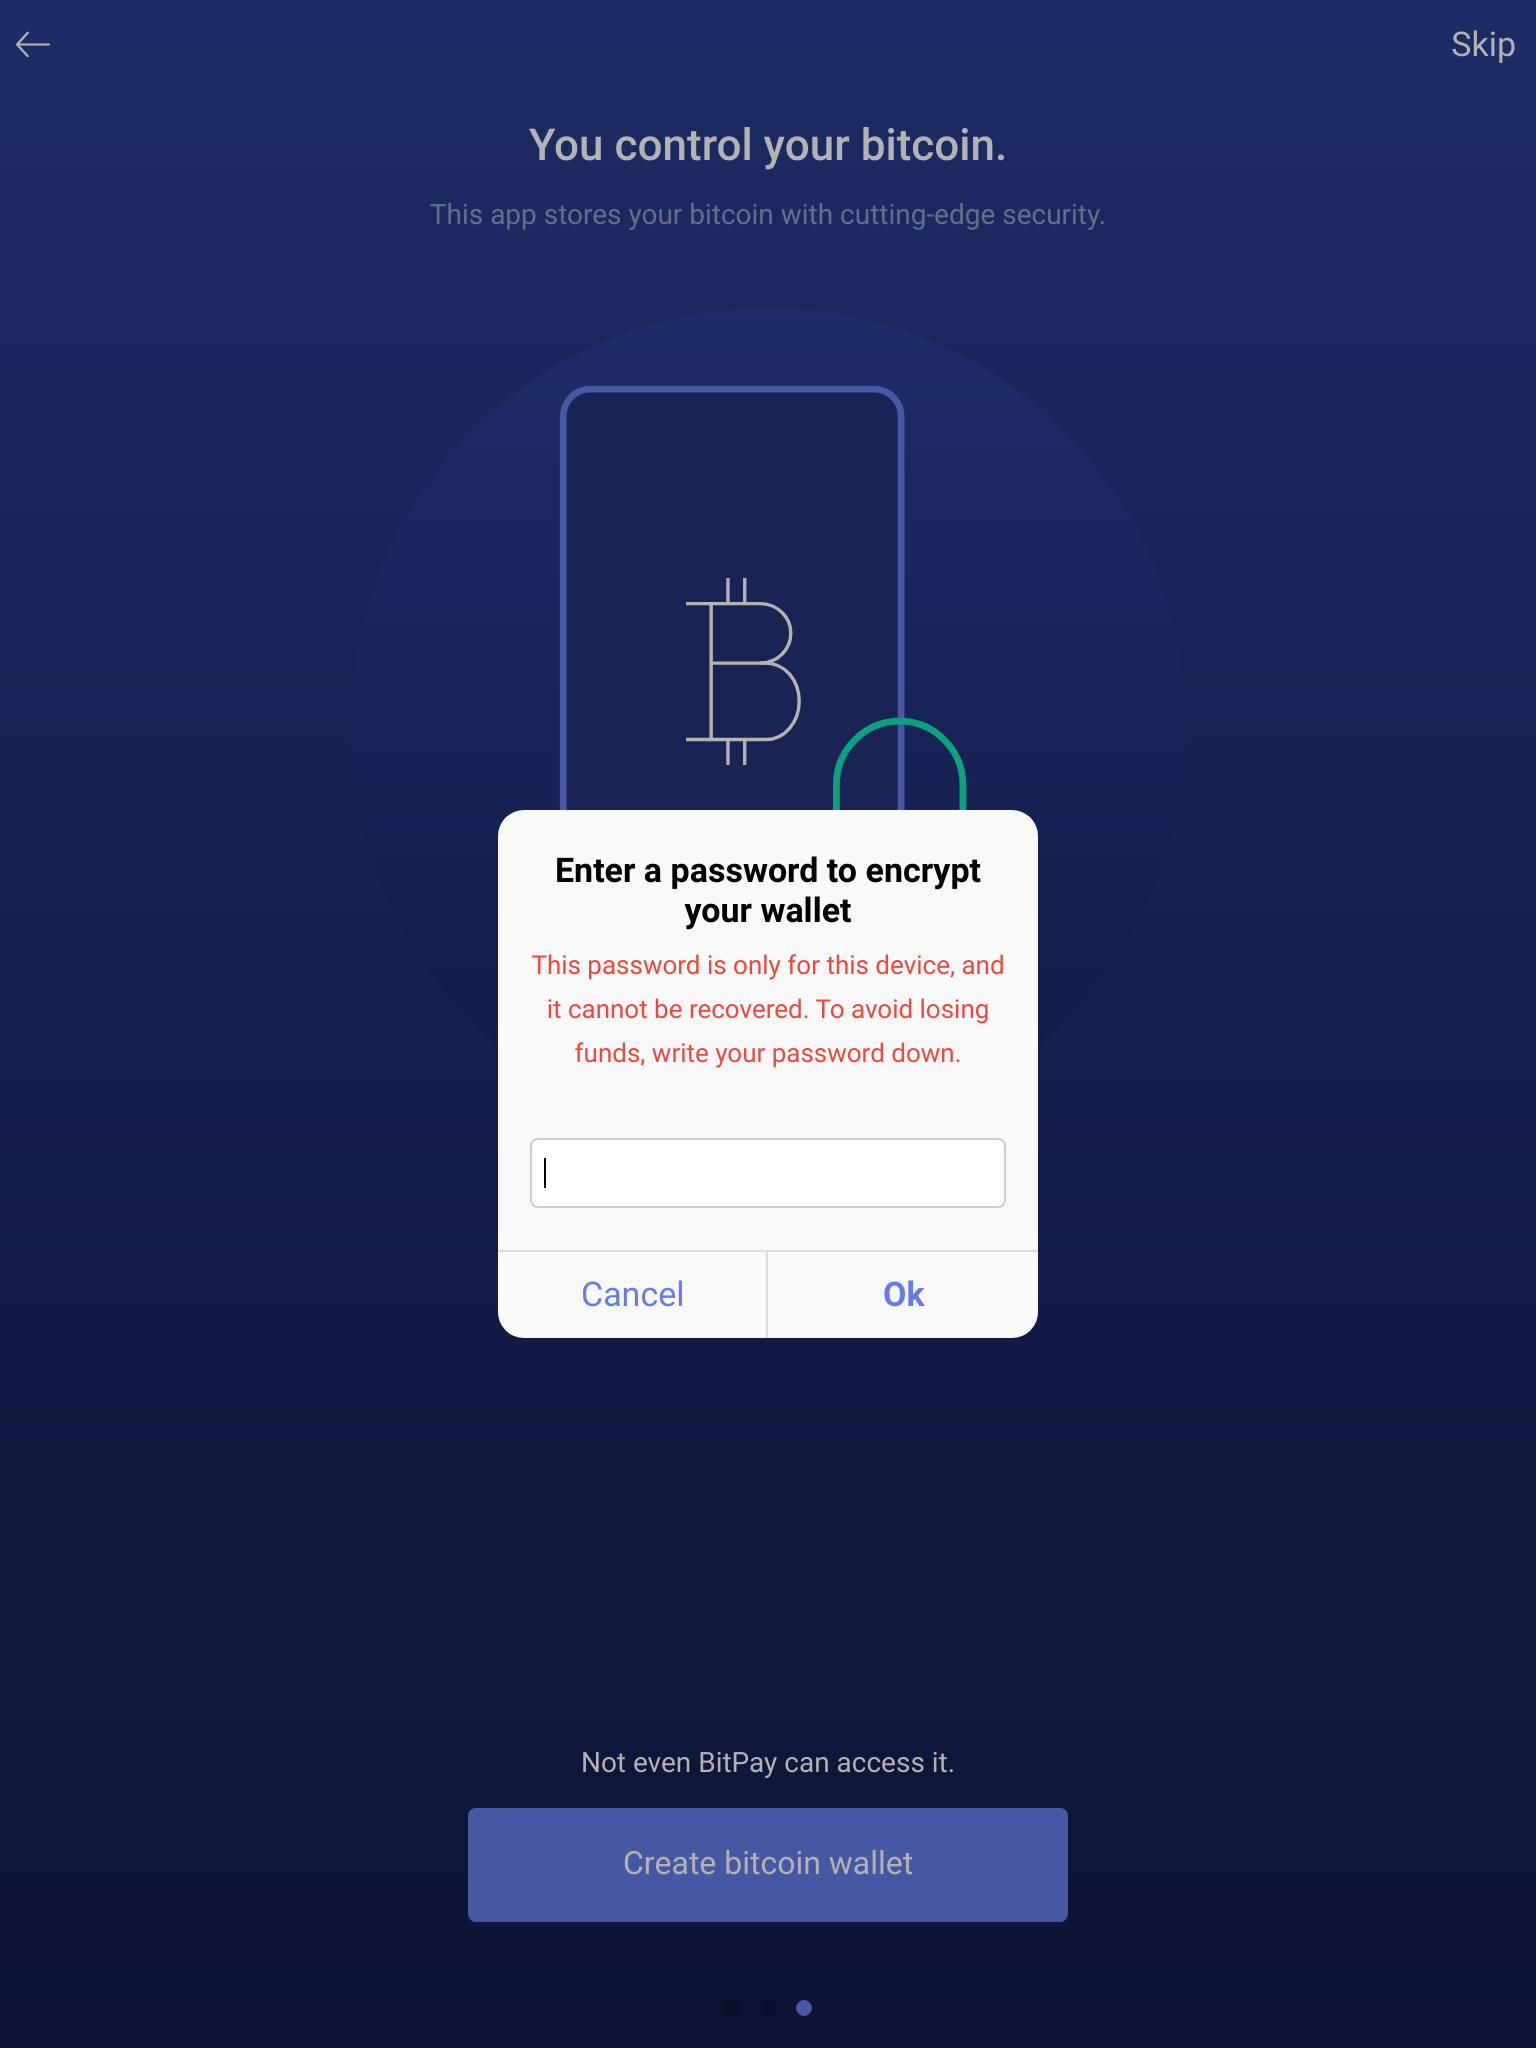 Skip
You control your bitcoin.
This app stores your bitcoin with cutting-edge security.
Enter a password to encrypt
your wallet
This password is only for this device, and
it cannot be recovered. To avoid losing
funds, write your password down.
Cancel
Ok
Not even BitPay can access it.
Create bitcoin wallet